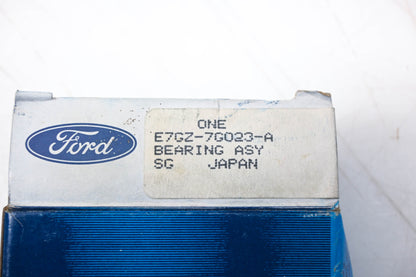 Ford
ONE
E7GZ-7G023-A
BEARING ASY
SG JAPAN